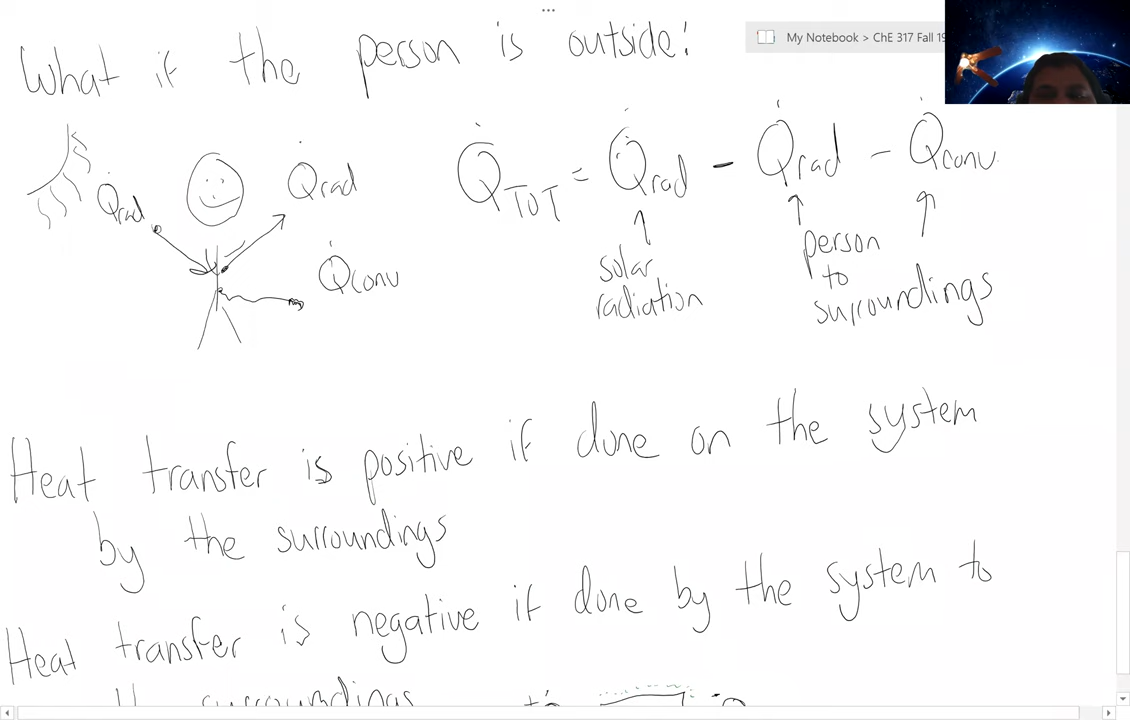 What if the person is outside?
My Notebook > ChE 317 Fall 19
Q̇rad Q̇rad Q̇TOT = Q̇rad - Q̇rad - Q̇conv
Q̇conv
solar radiation
person to surroundings
Heat transfer is positive if done on the system
by the surroundings
Heat transfer is negative if done by the system to
surroundings